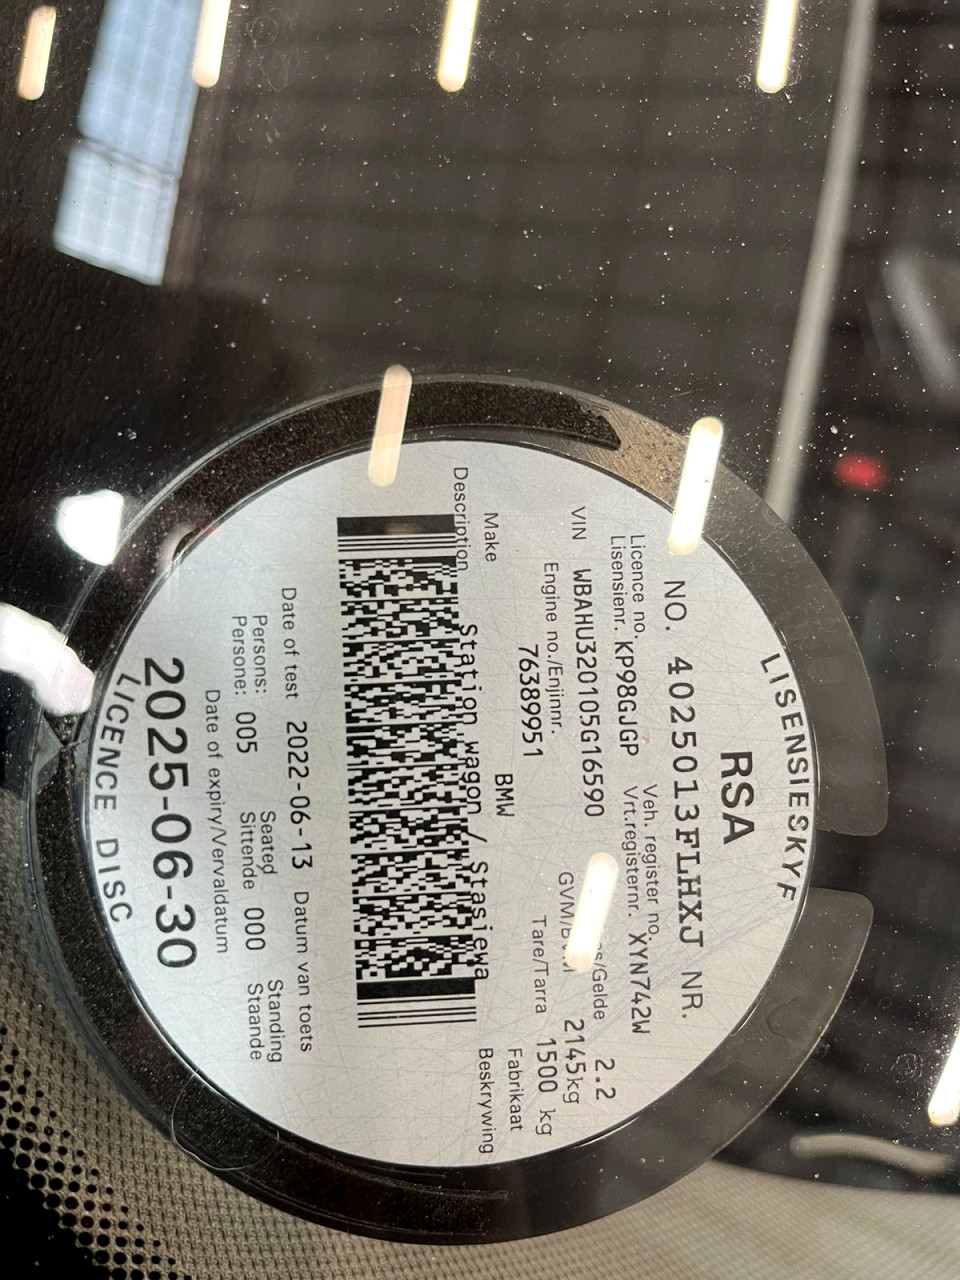 LISENSIESKYF
RSA
NO. 4025013FLHXJ NR.
Licence no. Veh. register no.
Lisensienr. KP98GJGP Vrt.registernr. XYN742W
VIN WBAHU320105G16590 2.2
Engine no./Enjinnr. 2145kg
76389951 Tare/Tarra 1500 kg
Make BMW Fabrikaat
Description Station wagon / Stasiewa Beskrywing
Date of test 2022-06-13 Datum van toets
Persons: Seated Standing
Persone: 005 Sittende 000 Staande
Date of expiry/Vervaldatum
2025-06-30
LICENCE DISC